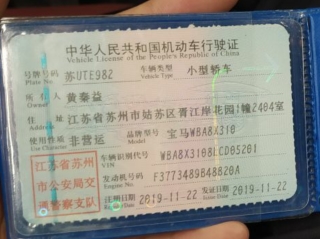 中华人民共和国机动车行驶证
Vehicle License of the People's Republic of China
号牌号码 苏UTE982 车辆类型 小型轿车
Plate No. Vehicle Type
所有人 黄秦益
Owner
住址 江苏省苏州市姑苏区胥江岸花园1幢2404室
Address
使用性质 非营运 品牌型号 宝马WBA8X310
Use Character Model
江苏省苏州 车辆识别代号 WBA8X3108LCD05201
VIN
市公安局交 发动机号码 F3773489B48820A
Engine No.
通警察支队 注册日期 2019-11-22 发证日期 2019-11-22